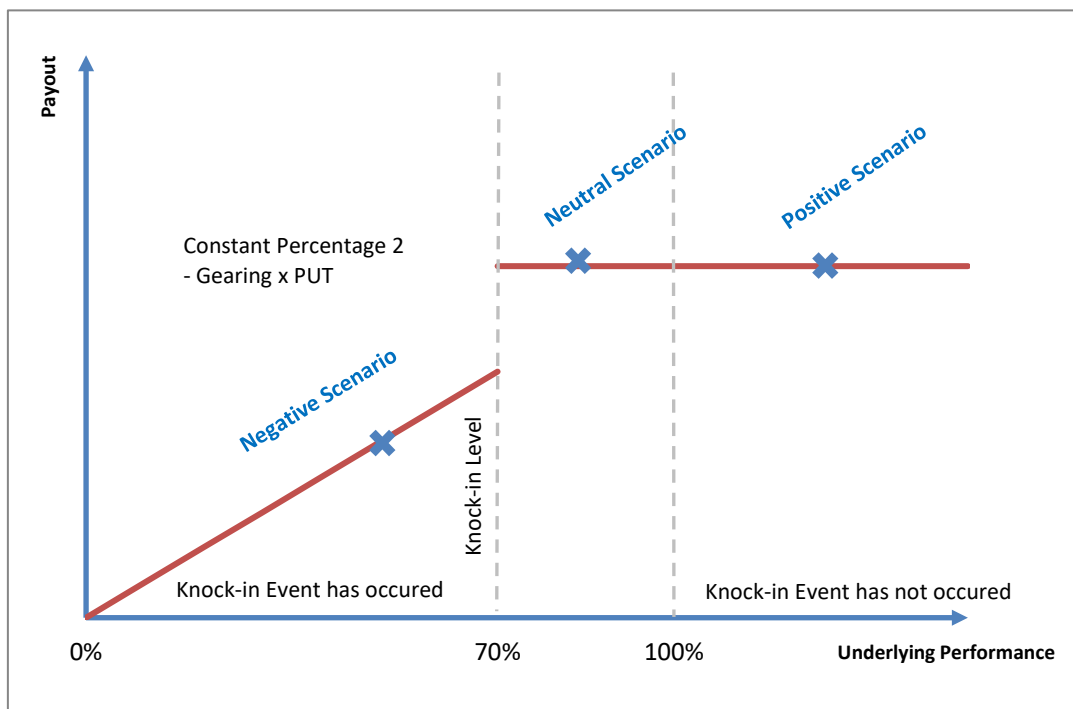 Payout
Neutral Scenario
Positive Scenario
Constant Percentage 2
- Gearing x PUT
Negative Scenario
Knock-in Level
Knock-in Event has occured
Knock-in Event has not occured
0%
70%
100%
Underlying Performance